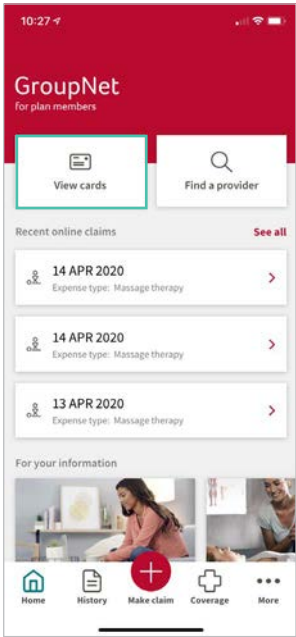 10:27
GroupNet
for plan members
View cards
Find a provider
Recent online claims
See all
14 APR 2020
Expense type: Massage therapy
14 APR 2020
Expense type: Massage therapy
13 APR 2020
Expense type: Massage therapy
For your information
Home
History
Make claim
Coverage
More